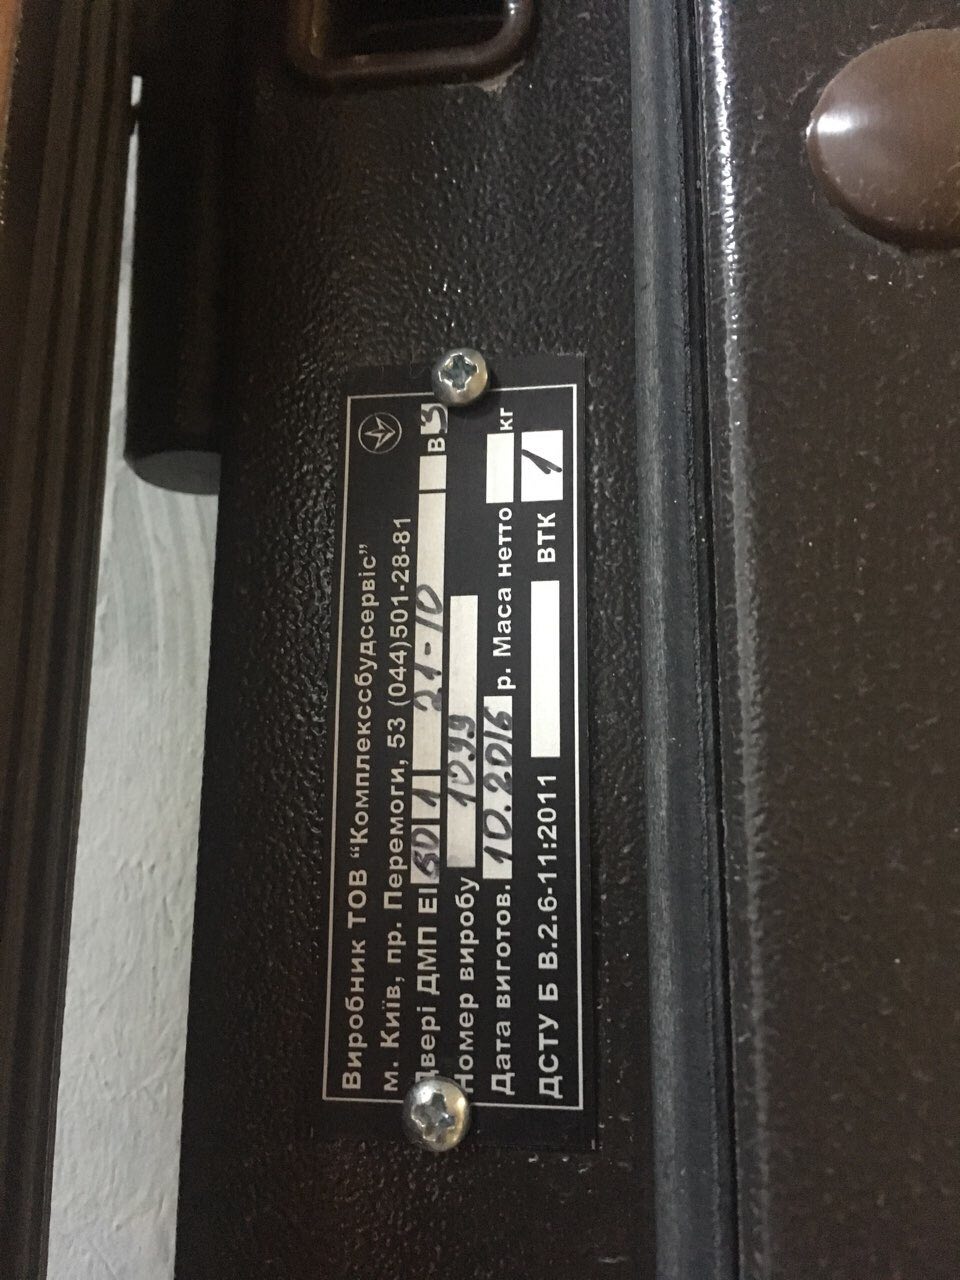 Виробник ТОВ “Комплекссбудсервіс”
м. Київ, пр. Перемоги, 53 (044)501-28-81
Двері ДМП EI 30 1 21-10 в 3
Номер виробу 1099
Дата виготов. 10.2016 р. Маса нетто кг
ДСТУ Б В.2.6-11:2011 ВТК 1